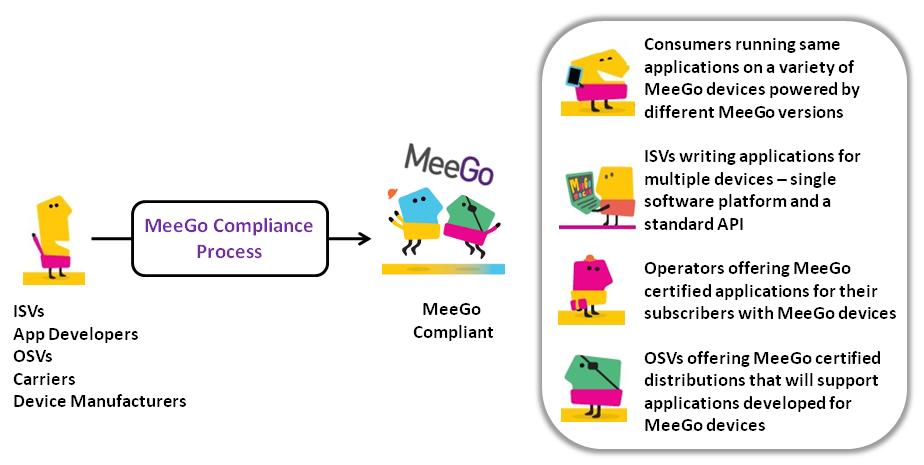 ISVs
App Developers
OSVs
Carriers
Device Manufacturers
MeeGo Compliance
Process
MeeGo
MeeGo
Compliant
Consumers running same
applications on a variety of
MeeGo devices powered by
different MeeGo versions
ISVs writing applications for
multiple devices – single
software platform and a
standard API
Operators offering MeeGo
certified applications for their
subscribers with MeeGo devices
OSVs offering MeeGo certified
distributions that will support
applications developed for
MeeGo devices